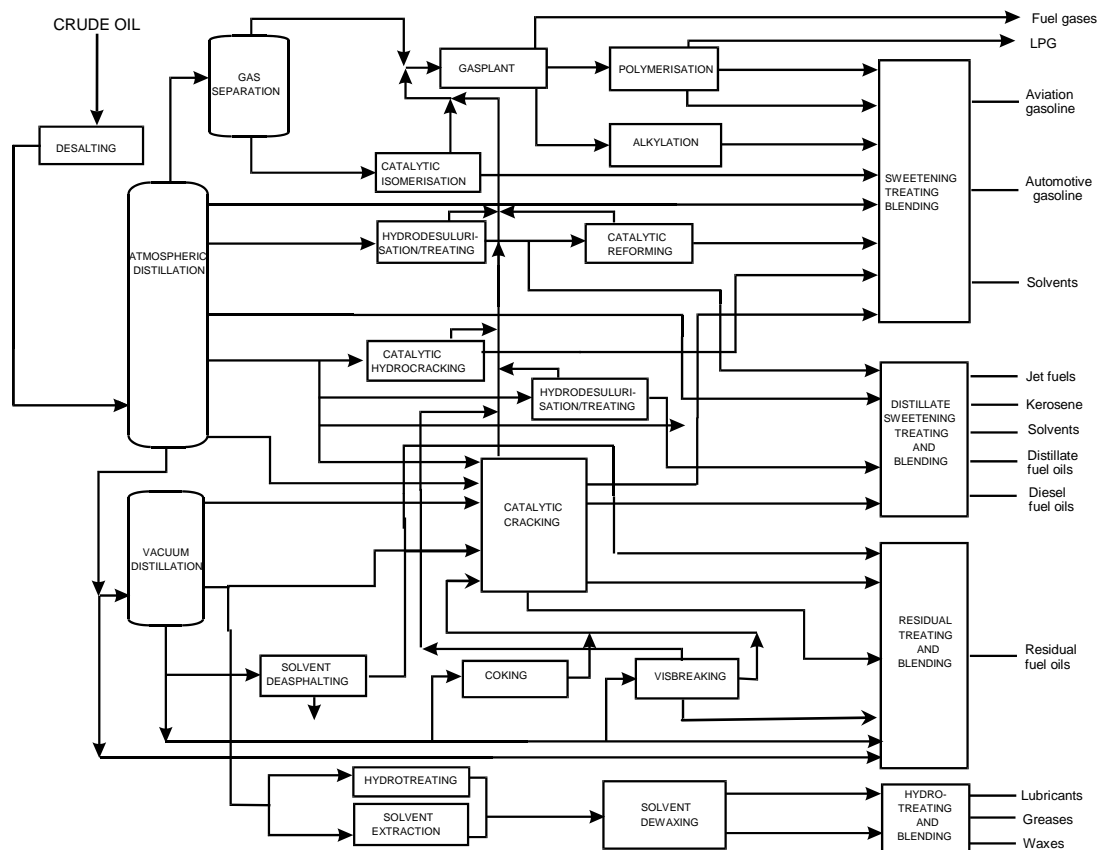 CRUDE OIL
Fuel gases
LPG
GAS
SEPARATION
GASPLANT
POLYMERISATION
Aviation
gasoline
DESALTING
ALKYLATION
CATALYTIC
ISOMERISATION
SWEETENING
TREATING
BLENDING
Automotive
gasoline
HYDRODESULURI-
SATION/TREATING
CATALYTIC
REFORMING
ATMOSPHERIC
DISTILLATION
Solvents
CATALYTIC
HYDROCRACKING
HYDRODESULURI-
SATION/TREATING
DISTILLATE
SWEETENING
TREATING
AND
BLENDING
Jet fuels
Kerosene
Solvents
Distillate
fuel oils
Diesel
fuel oils
CATALYTIC
CRACKING
VACUUM
DISTILLATION
RESIDUAL
TREATING
AND
BLENDING
Residual
fuel oils
SOLVENT
DEASPHALTING
COKING
VISBREAKING
HYDROTREATING
SOLVENT
EXTRACTION
SOLVENT
DEWAXING
HYDRO-
TREATING
AND
BLENDING
Lubricants
Greases
Waxes